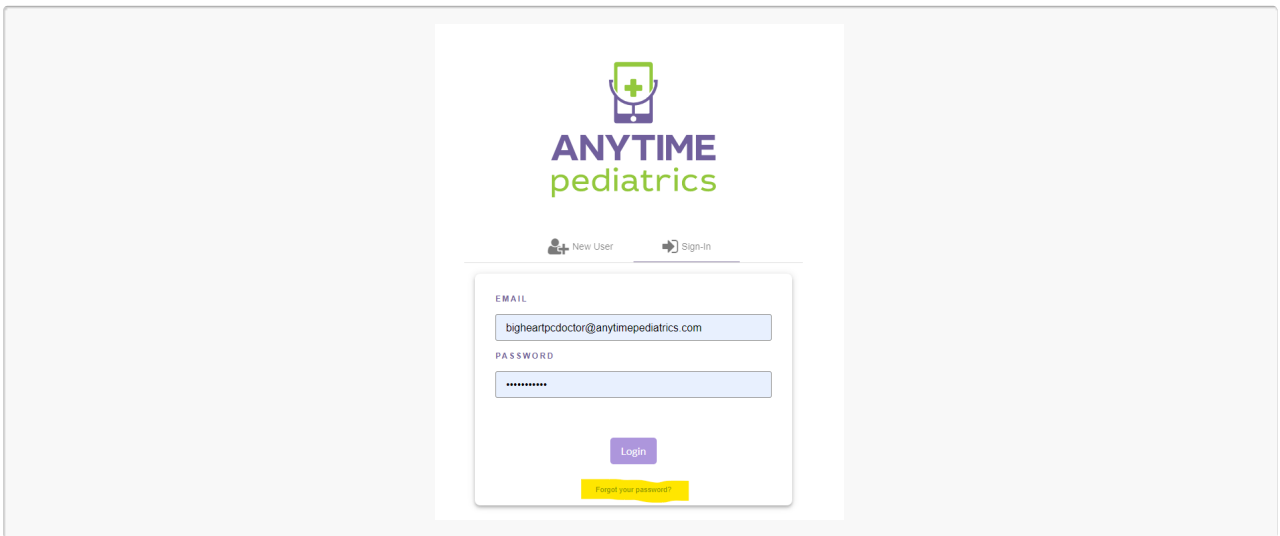 ANYTIME
pediatrics
New User Sign-In
EMAIL
bigheartpcdoctor@anytimepediatrics.com
PASSWORD
•••••••••••
Login
Forgot your password?